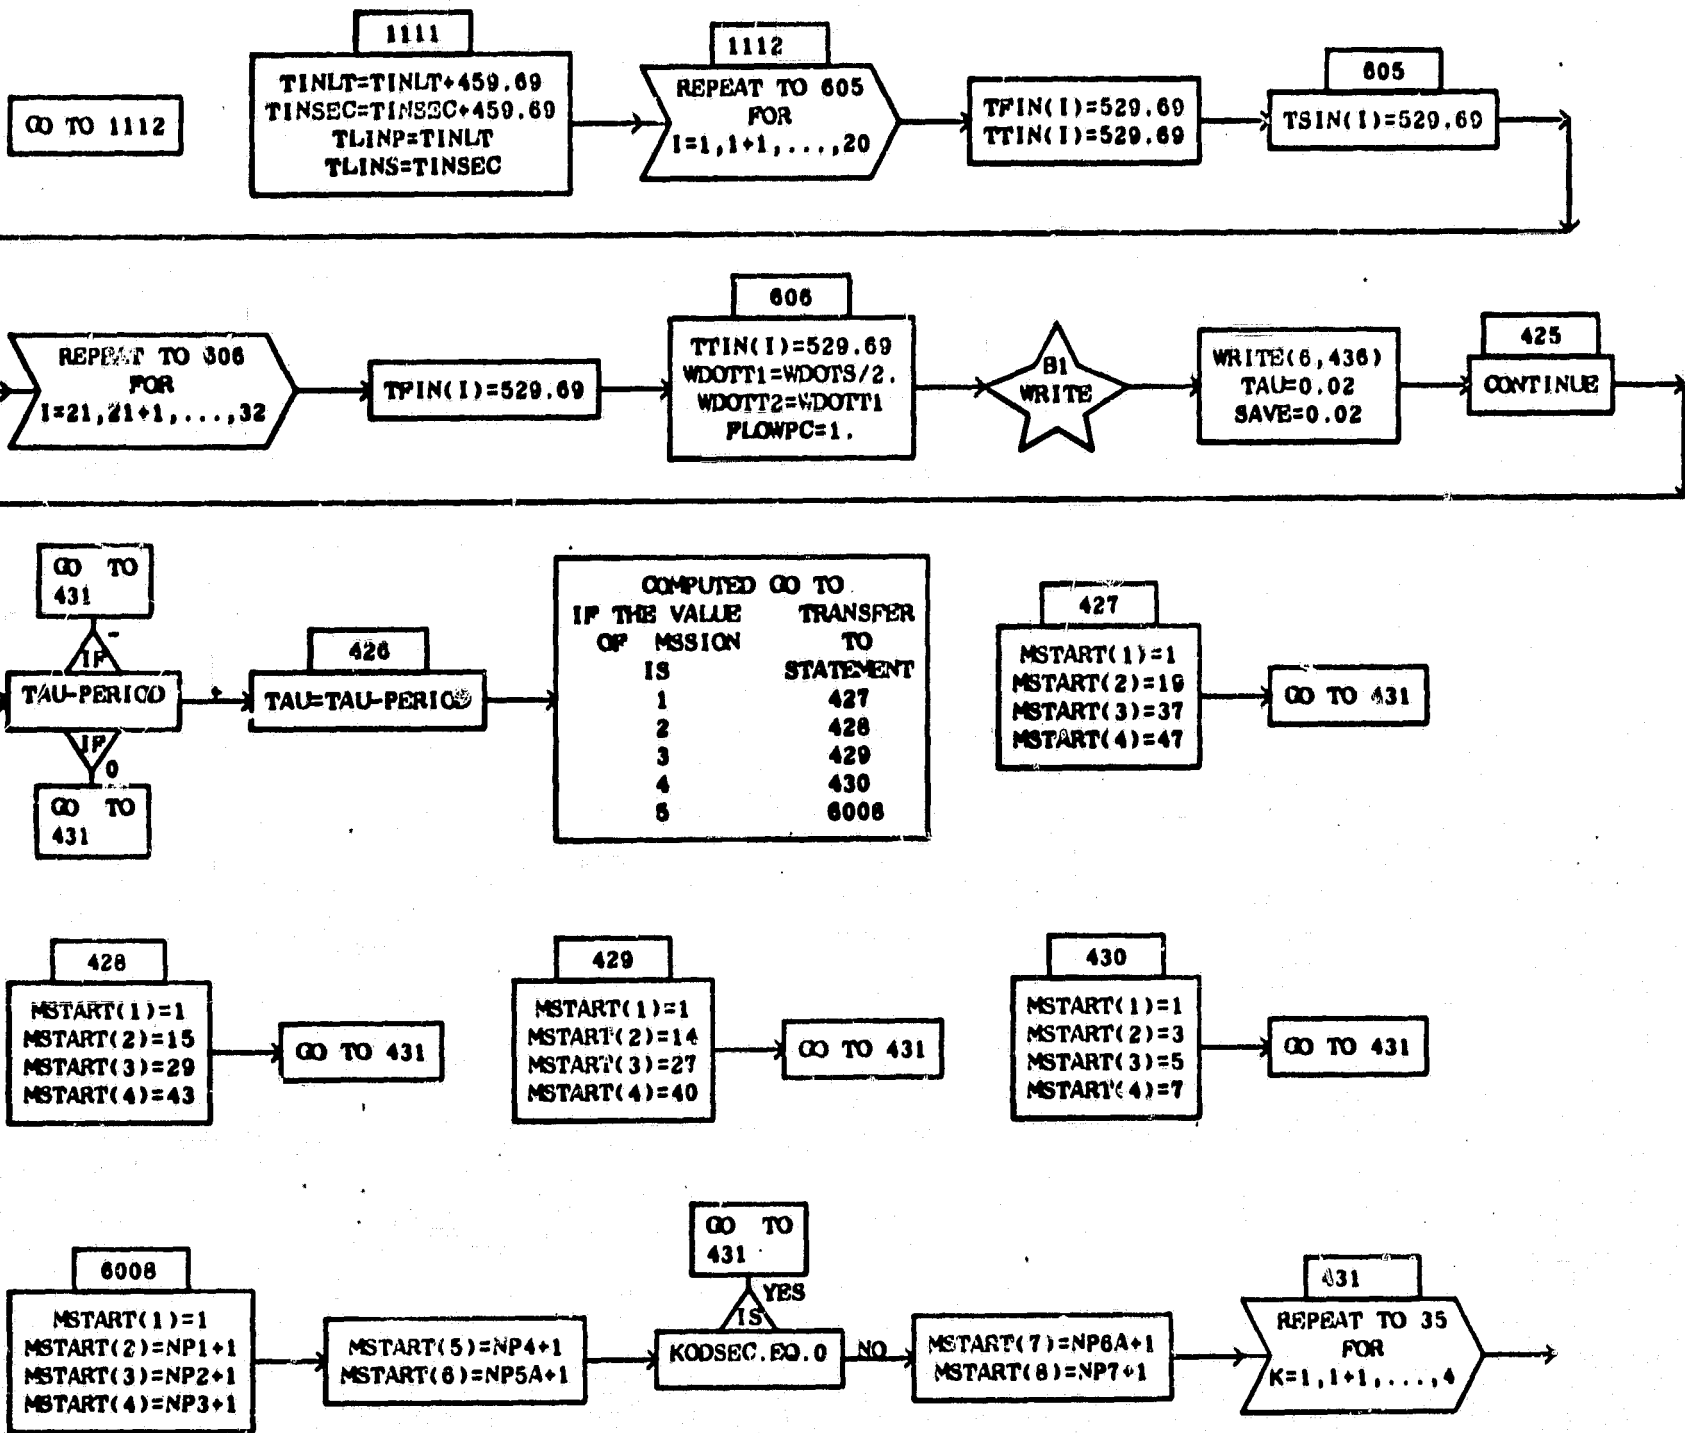 GO TO 1112
1111
TINLT=TINLT+459.69
TINSEC=TINSEC+459.69
TLINP=TINLT
TLINS=TINSEC
1112
REPEAT TO 605
FOR
I=1,1+1,...,20
TFIN(I)=529.69
TTIN(I)=529.69
605
TSIN(I)=529.69
REPEAT TO 606
FOR
I=21,21+1,...,32
TFIN(I)=529.69
606
TTIN(I)=529.69
WDOTT1=WDOTS/2.
WDOTT2=WDOTT1
FLOWPC=1.
B1
WRITE
WRITE(6,436)
TAU=0.02
SAVE=0.02
425
CONTINUE
GO TO
431
-
IF
TAU-PERIOD
+
IF
0
GO TO
431
426
TAU=TAU-PERIOD
COMPUTED GO TO
IF THE VALUE TRANSFER
OF MSSION TO
IS STATEMENT
1 427
2 428
3 429
4 430
5 6008
427
MSTART(1)=1
MSTART(2)=19
MSTART(3)=37
MSTART(4)=47
GO TO 431
428
MSTART(1)=1
MSTART(2)=15
MSTART(3)=29
MSTART(4)=43
GO TO 431
429
MSTART(1)=1
MSTART(2)=14
MSTART(3)=27
MSTART(4)=40
GO TO 431
430
MSTART(1)=1
MSTART(2)=3
MSTART(3)=5
MSTART(4)=7
GO TO 431
6008
MSTART(1)=1
MSTART(2)=NP1+1
MSTART(3)=NP2+1
MSTART(4)=NP3+1
MSTART(5)=NP4+1
MSTART(6)=NP5A+1
GO TO
431
YES
IS
KODSEC.EQ.0
NO
MSTART(7)=NP6A+1
MSTART(8)=NP7+1
431
REPEAT TO 35
FOR
K=1,1+1,...,4